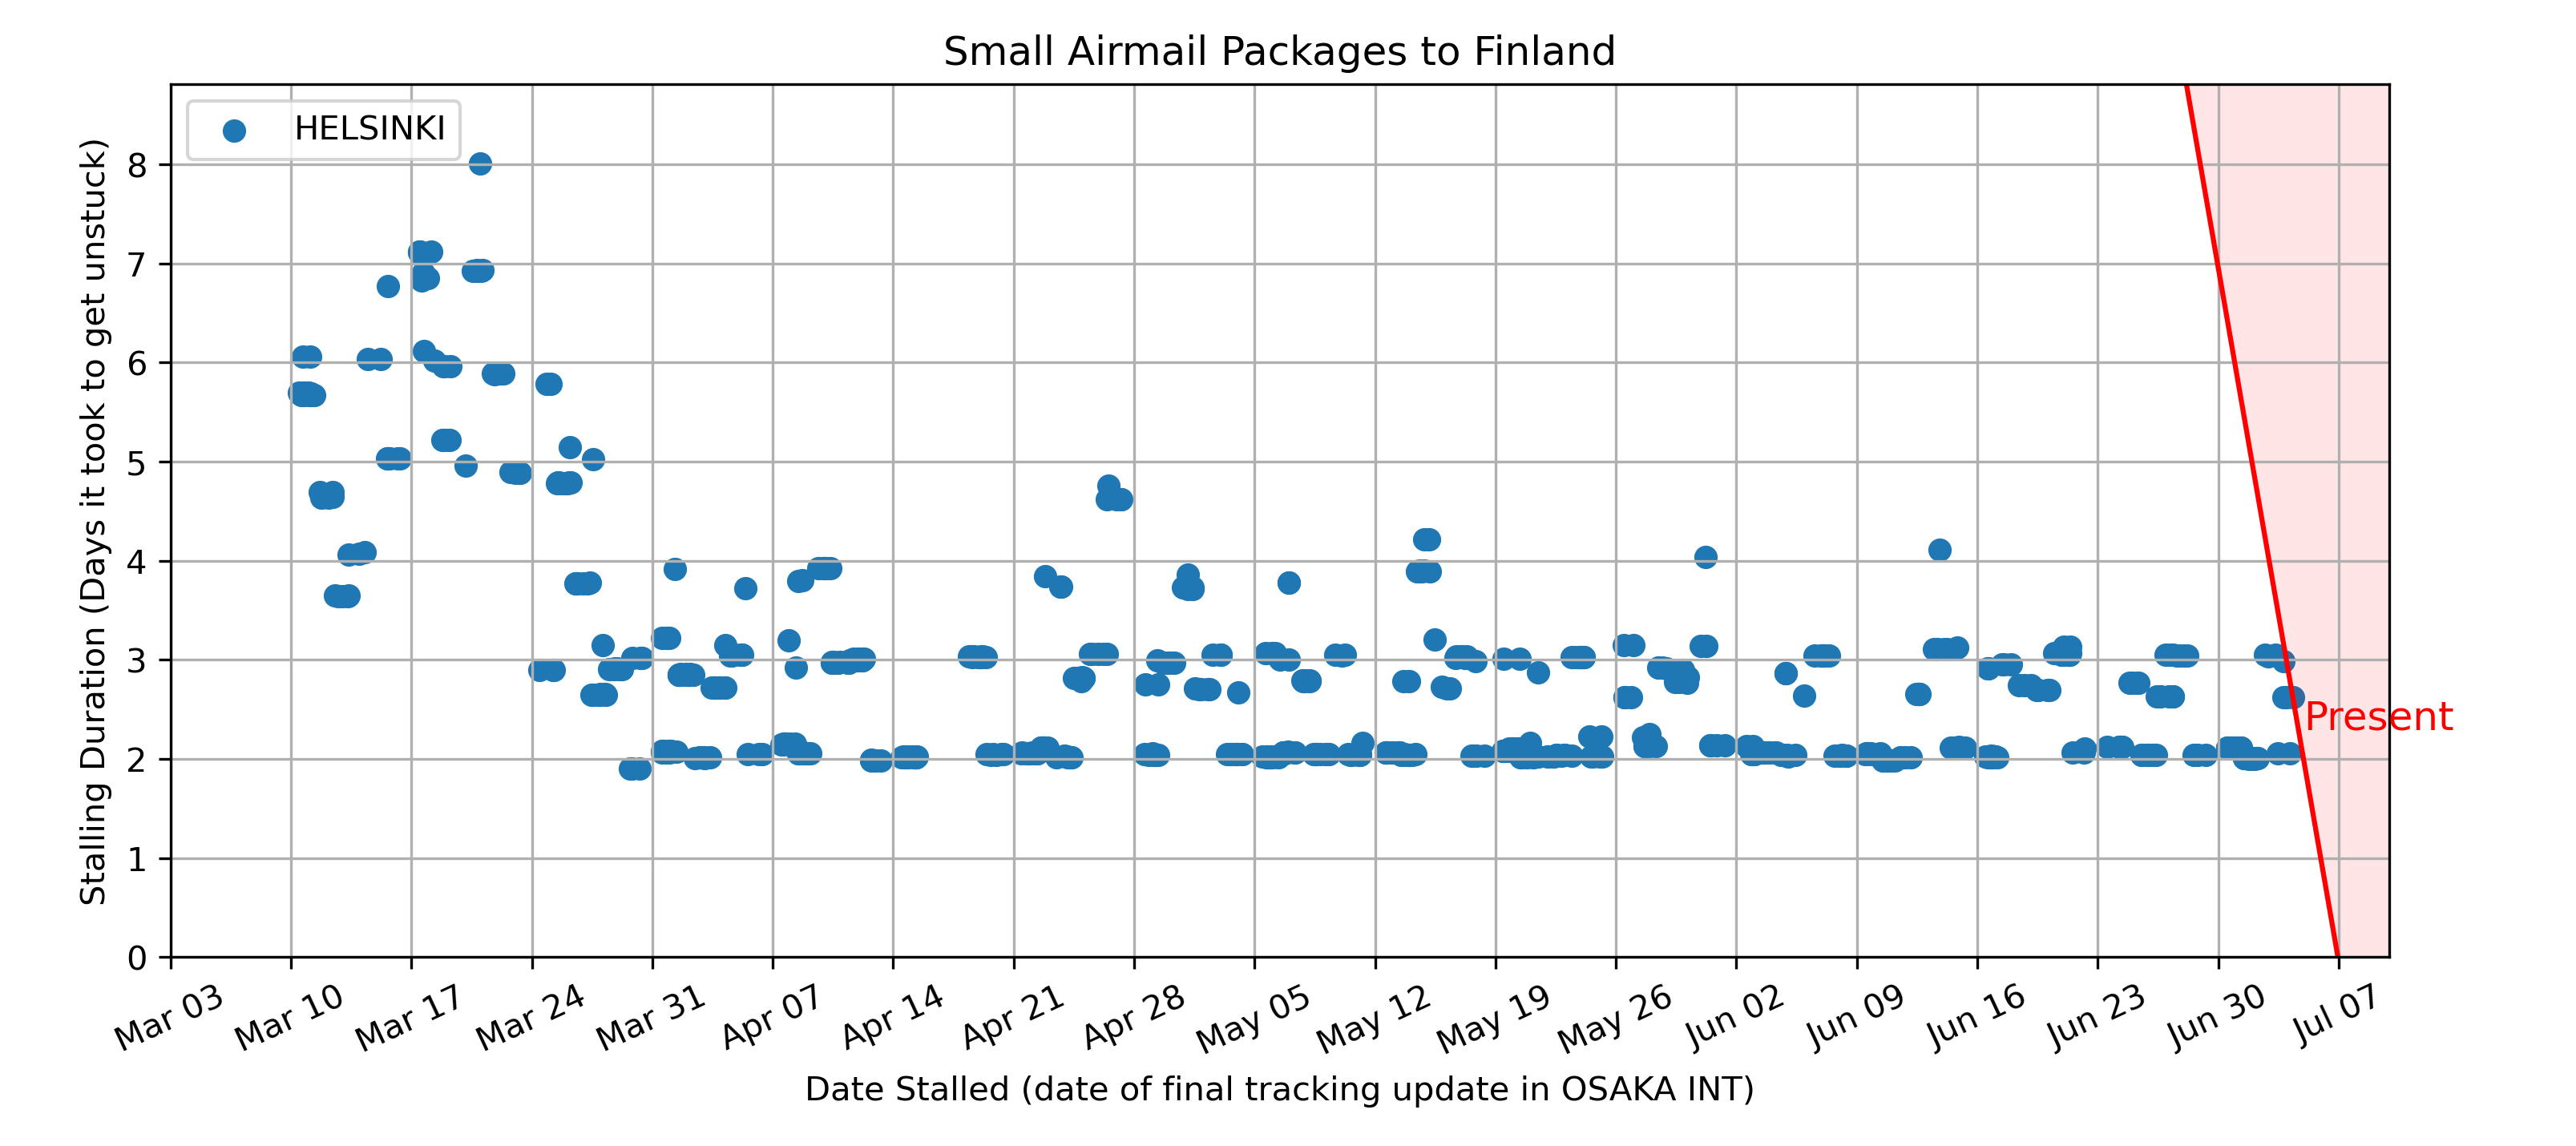 Small Airmail Packages to Finland
HELSINKI
Stalling Duration (Days it took to get unstuck)
8
7
6
5
4
3
2
1
0
Present
Mar 03
Mar 10
Mar 17
Mar 24
Mar 31
Apr 07
Apr 14
Apr 21
Apr 28
May 05
May 12
May 19
May 26
Jun 02
Jun 09
Jun 16
Jun 23
Jun 30
Jul 07
Date Stalled (date of final tracking update in OSAKA INT)